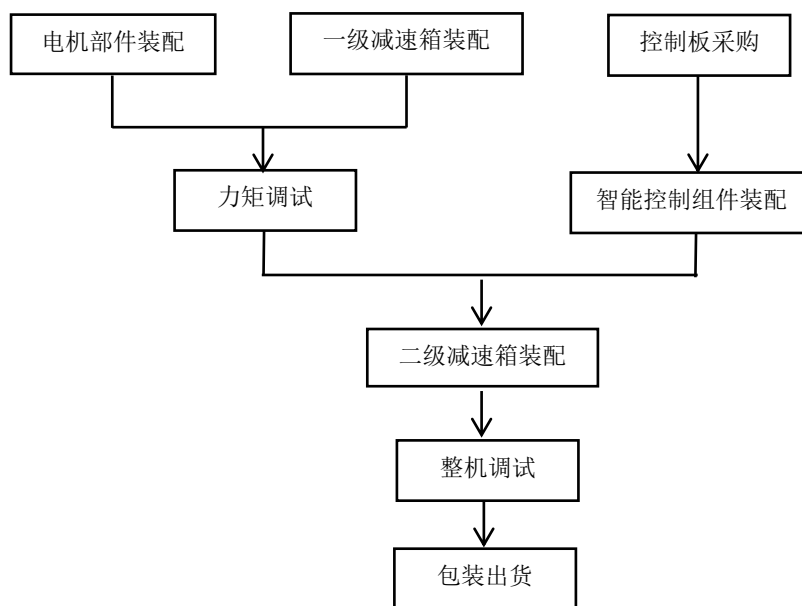 电机部件装配
一级减速箱装配
控制板采购
力矩调试
智能控制组件装配
二级减速箱装配
整机调试
包装出货